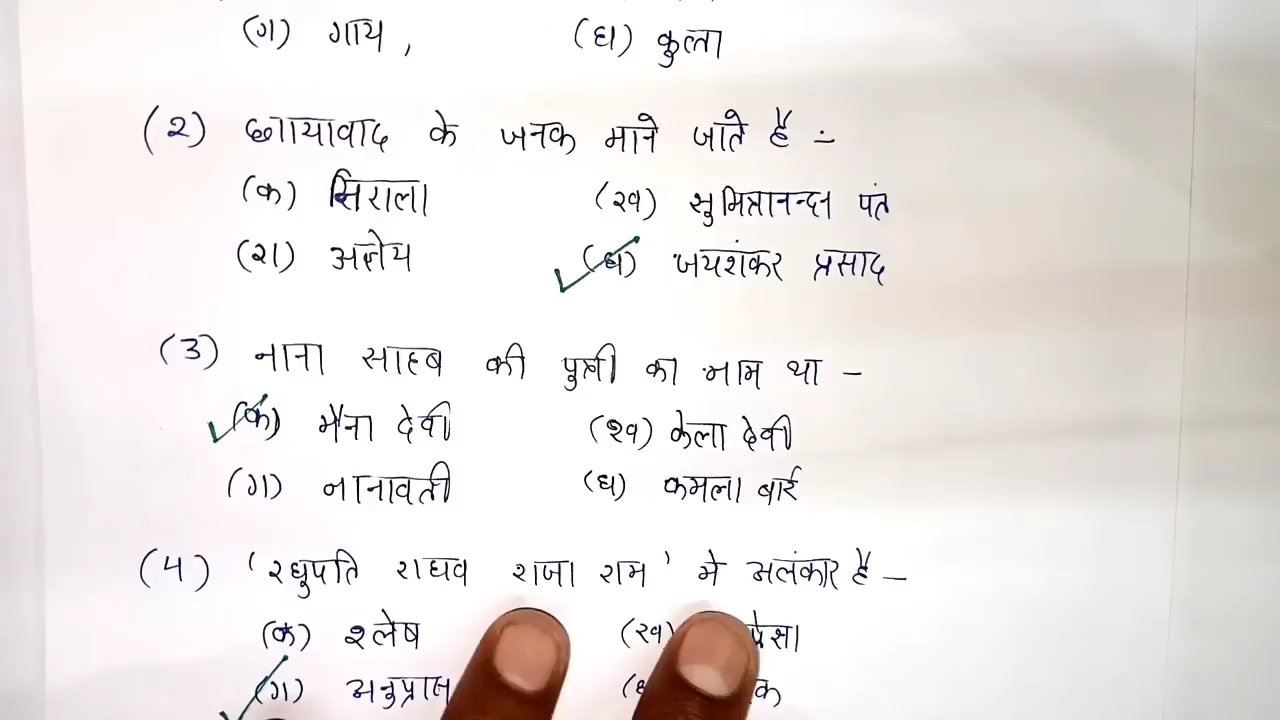 (ग) गाय , (घ) कुत्ता
(2) छायावाद के जनक माने जाते है :-
(क) निराला (ख) सुमित्रानन्दन पंत
(ग) अज्ञेय (घ) जयशंकर प्रसाद
(3) नाना साहब की पुत्री का नाम था -
(क) मैना देवी (ख) केला देवी
(ग) नानावती (घ) कमला बाई
(4) 'रघुपति राघव राजा राम' मे अलंकार है -
(क) श्लेष (ख)
(ग) अनुप्रास